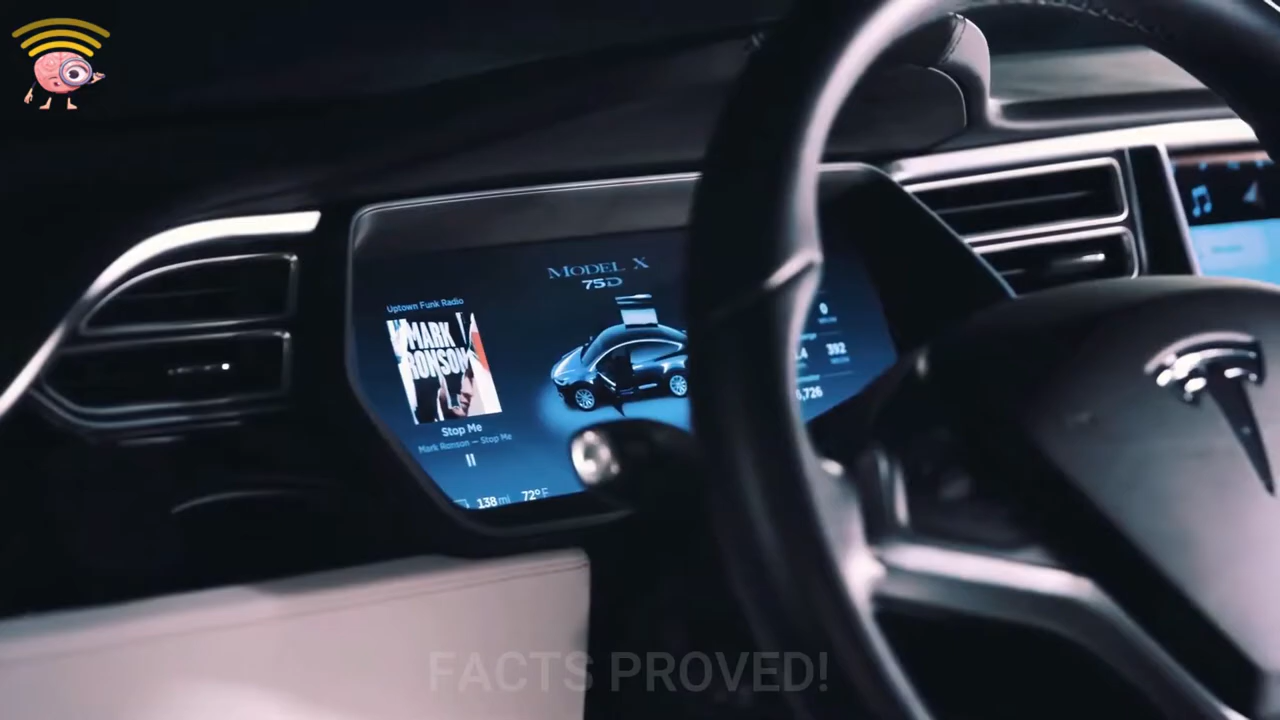 MODEL X
75D
Uptown Funk Radio
MARK
RONSON
Stop Me
Mark Ronson — Stop Me
138 mi 72°F
0
392
FACTS PROVED!